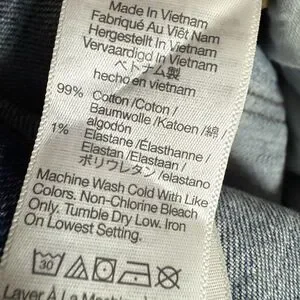 Made In Vietnam
Fabriqué Au Viêt Nam
Hergestellt In Vietnam
Vervaardigd In Vietnam
ベトナム製
hecho en vietnam
99% Cotton /Coton /
Baumwolle /Katoen /綿 /
algodón
1% Elastane /Élasthanne /
Elastan /Elastaan /
ポリウレタン /elastano
Machine Wash Cold With Like
Colors. Non-Chlorine Bleach
Only. Tumble Dry Low. Iron
On Lowest Setting.
30
Laver À La